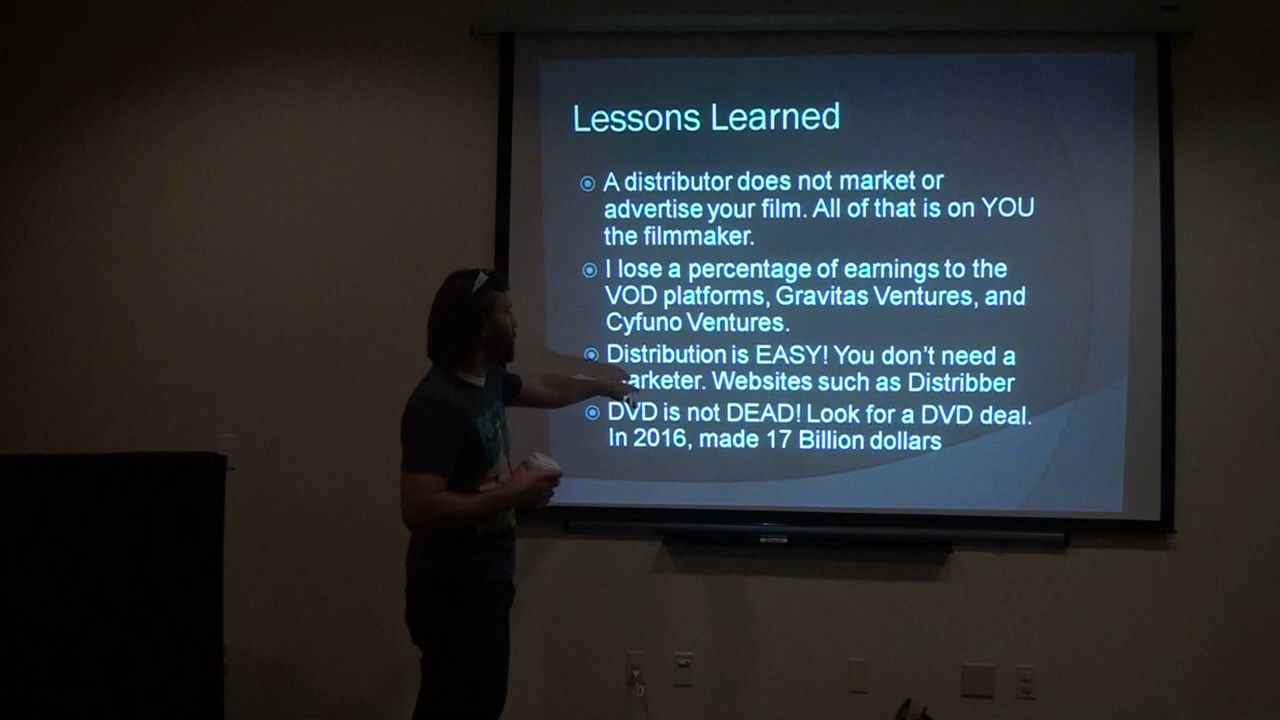 Lessons Learned
A distributor does not market or
advertise your film. All of that is on YOU
the filmmaker.
I lose a percentage of earnings to the
VOD platforms, Gravitas Ventures, and
Cyfuno Ventures.
Distribution is EASY! You don't need a
arketer. Websites such as Distribber
DVD is not DEAD! Look for a DVD deal.
In 2016, made 17 Billion dollars